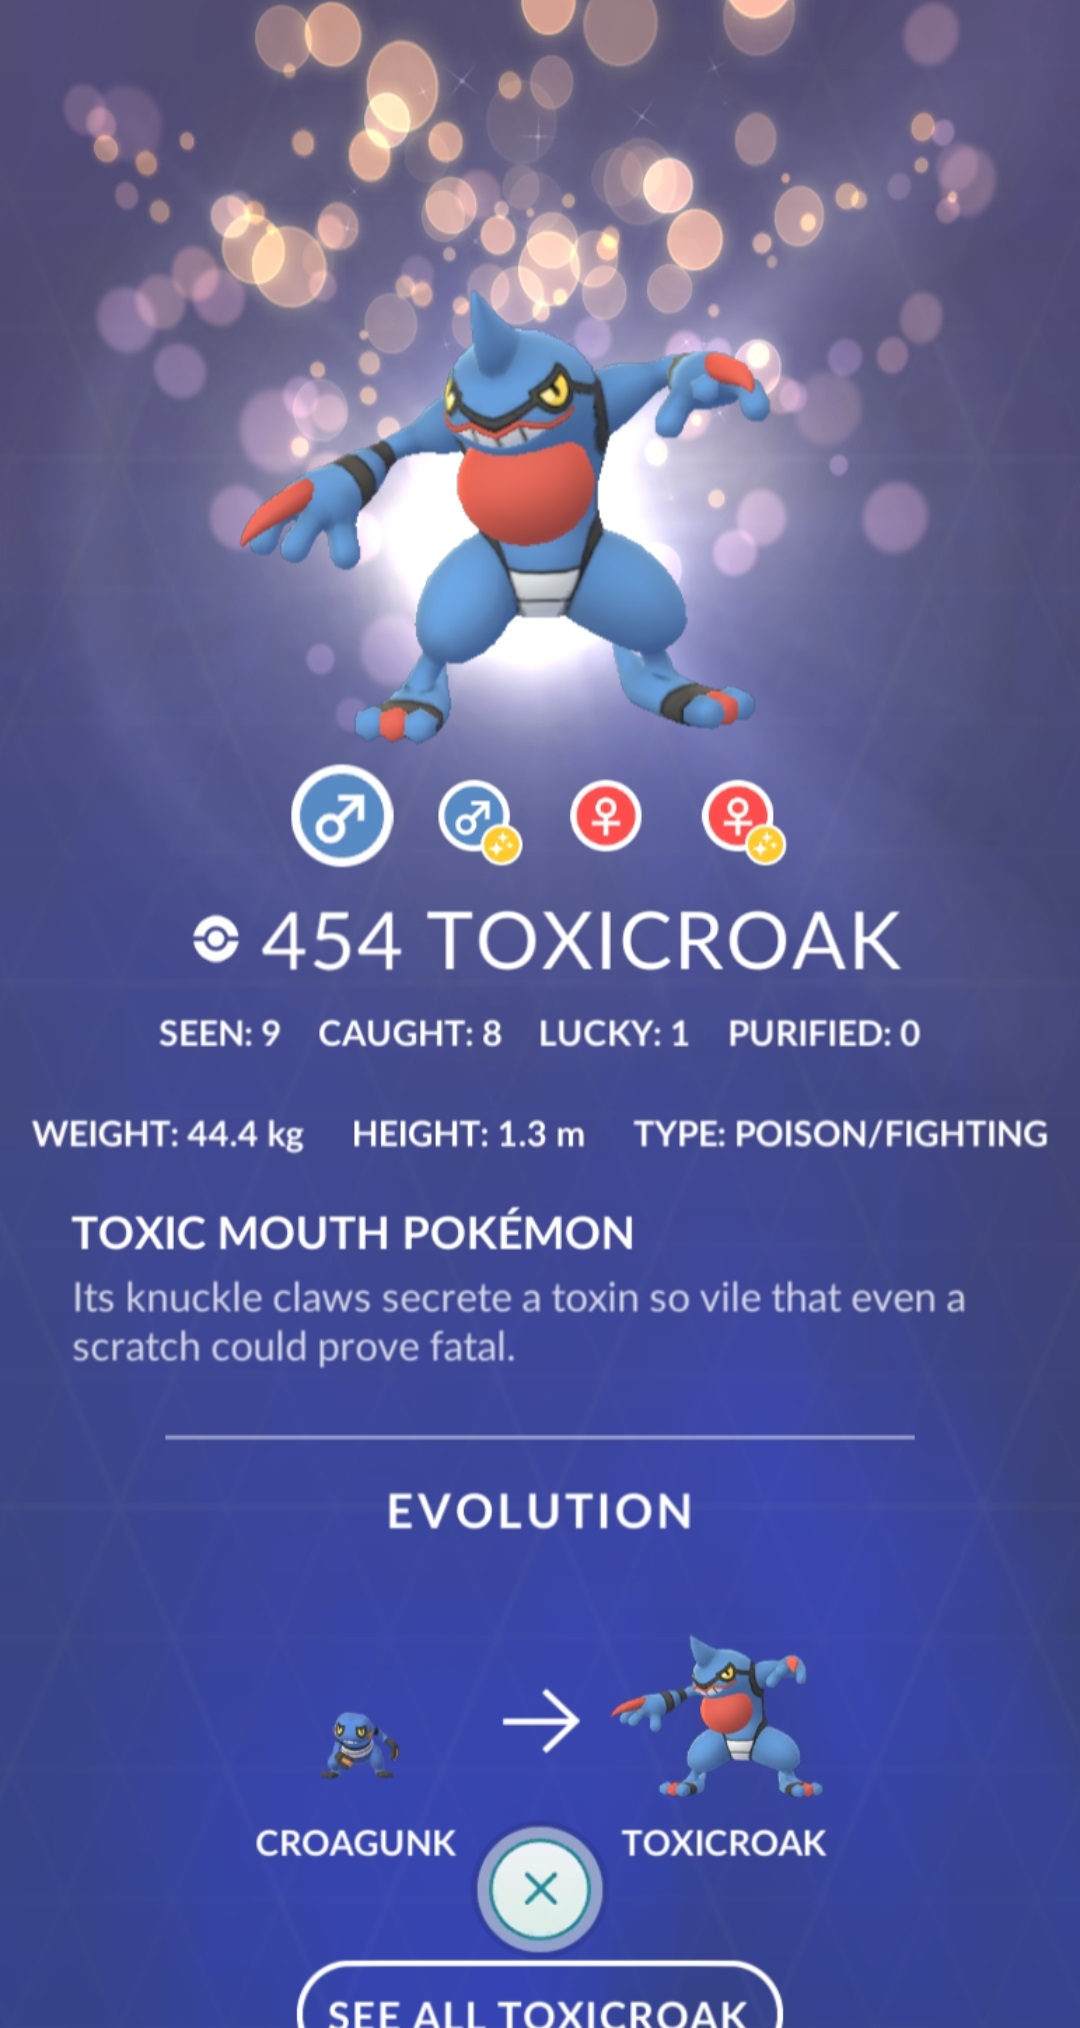 454 TOXICROAK
SEEN: 9 CAUGHT: 8 LUCKY: 1 PURIFIED: 0
WEIGHT: 44.4 kg HEIGHT: 1.3 m TYPE: POISON/FIGHTING
TOXIC MOUTH POKÉMON
Its knuckle claws secrete a toxin so vile that even a
scratch could prove fatal.
EVOLUTION
CROAGUNK TOXICROAK
SEE ALL TOXICROAK